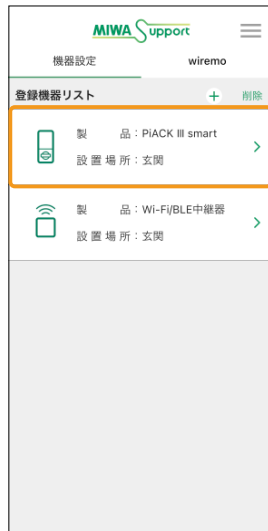 MIWA Support
機器設定 wiremo
登録機器リスト + 削除
製 品：PiACK Ⅲ smart
設 置 場 所：玄関
製 品：Wi-Fi/BLE中継器
設 置 場 所：玄関